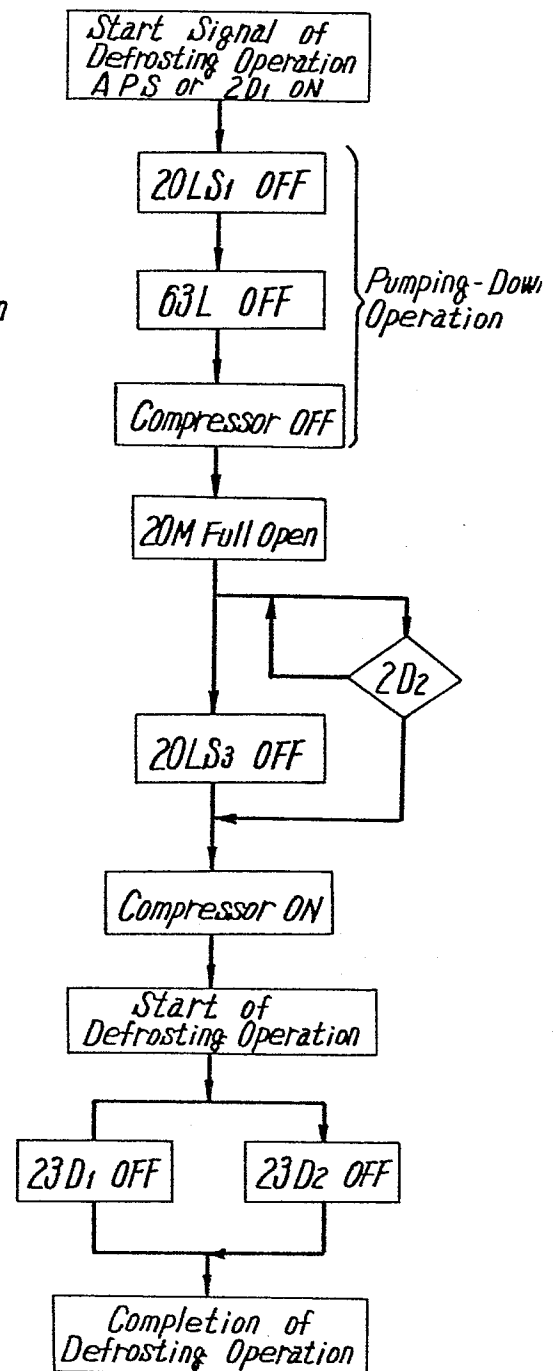 Start Signal of
Defrosting Operation
APS or 2D1 ON
20LS1 OFF
63L OFF
Compressor OFF
Pumping-Dow
Operation
20M Full Open
2D2
20LS3 OFF
Compressor ON
Start of
Defrosting Operation
23D1 OFF
23D2 OFF
Completion of
Defrosting Operation